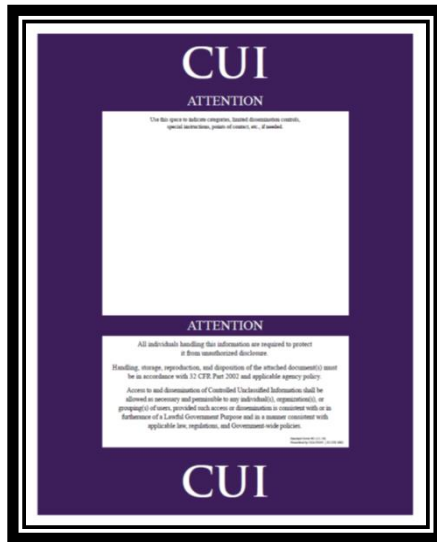 CUI
ATTENTION
Use this space to indicate categories, limited dissemination controls,
special instructions, points of contact, etc., if needed.
ATTENTION
All individuals handling this information are required to protect
it from unauthorized disclosure.
Handling, storage, reproduction, and disposition of the attached document(s) must
be in accordance with 32 CFR Part 2002 and applicable agency policy.
Access to and dissemination of Controlled Unclassified Information shall be
allowed as necessary and permissible to any individual(s), organization(s), or
grouping(s) of users, provided such access or dissemination is consistent with or in
furtherance of a Lawful Government Purpose and in a manner consistent with
applicable law, regulations, and Government-wide policies.
CUI